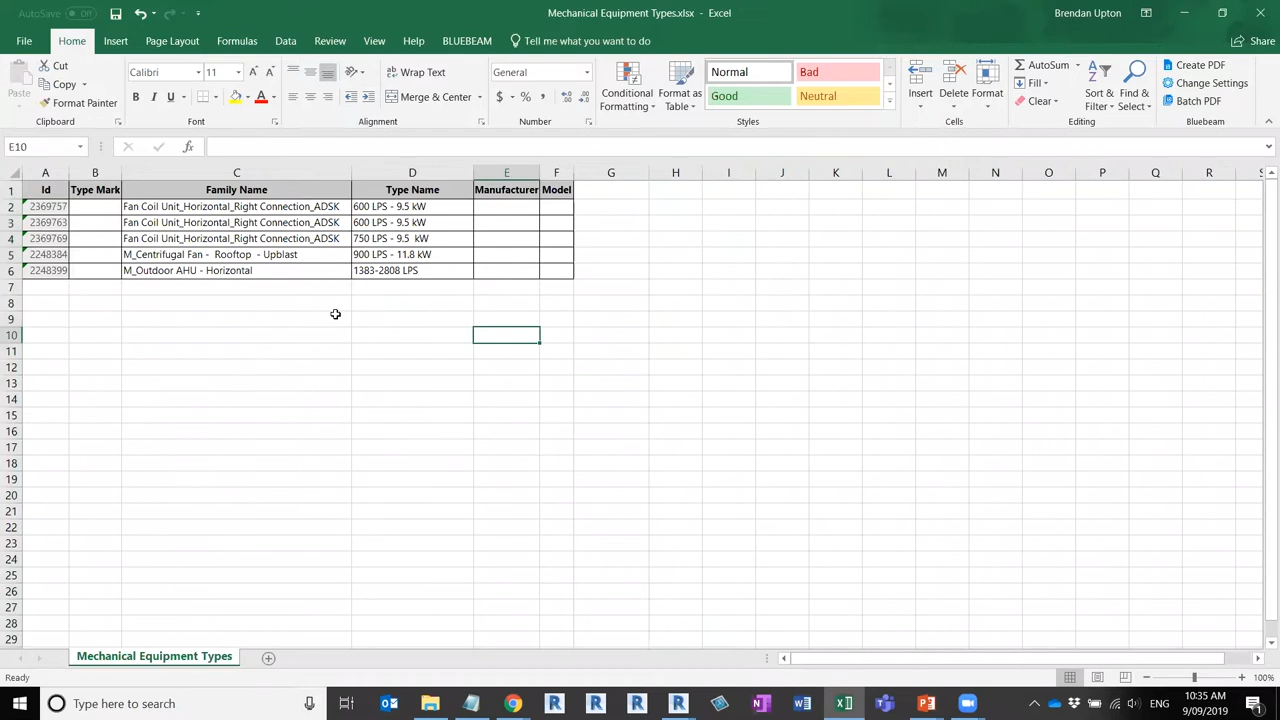 AutoSave Off
Mechanical Equipment Types.xlsx - Excel
Brendan Upton
File Home Insert Page Layout Formulas Data Review View Help BLUEBEAM Tell me what you want to do Share
Paste
Cut
Copy
Format Painter
Clipboard
Calibri
B I U A
Font
Wrap Text
Merge & Center
Alignment
General
$ % ,
Number
Conditional Formatting
Format as Table
Normal Bad
Good Neutral
Styles
Insert Delete Format
Cells
AutoSum
Fill
Clear
Sort & Filter
Find & Select
Editing
Create PDF
Change Settings
Batch PDF
Bluebeam
E10 fx
A B C D E F G H I J K L M N O P Q R S
1 Id Type Mark Family Name Type Name Manufacturer Model
2 2369757 Fan Coil Unit_Horizontal_Right Connection_ADSK 600 LPS - 9.5 kW
3 2369763 Fan Coil Unit_Horizontal_Right Connection_ADSK 600 LPS - 9.5 kW
4 2369769 Fan Coil Unit_Horizontal_Right Connection_ADSK 750 LPS - 9.5 kW
5 2248384 M_Centrifugal Fan - Rooftop - Upblast 900 LPS - 11.8 kW
6 2248399 M_Outdoor AHU - Horizontal 1383-2808 LPS
7
8
9
10
11
12
13
14
15
16
17
18
19
20
21
22
23
24
25
26
27
28
29
Mechanical Equipment Types
Ready 100%
Type here to search
10:35 AM
9/09/2019